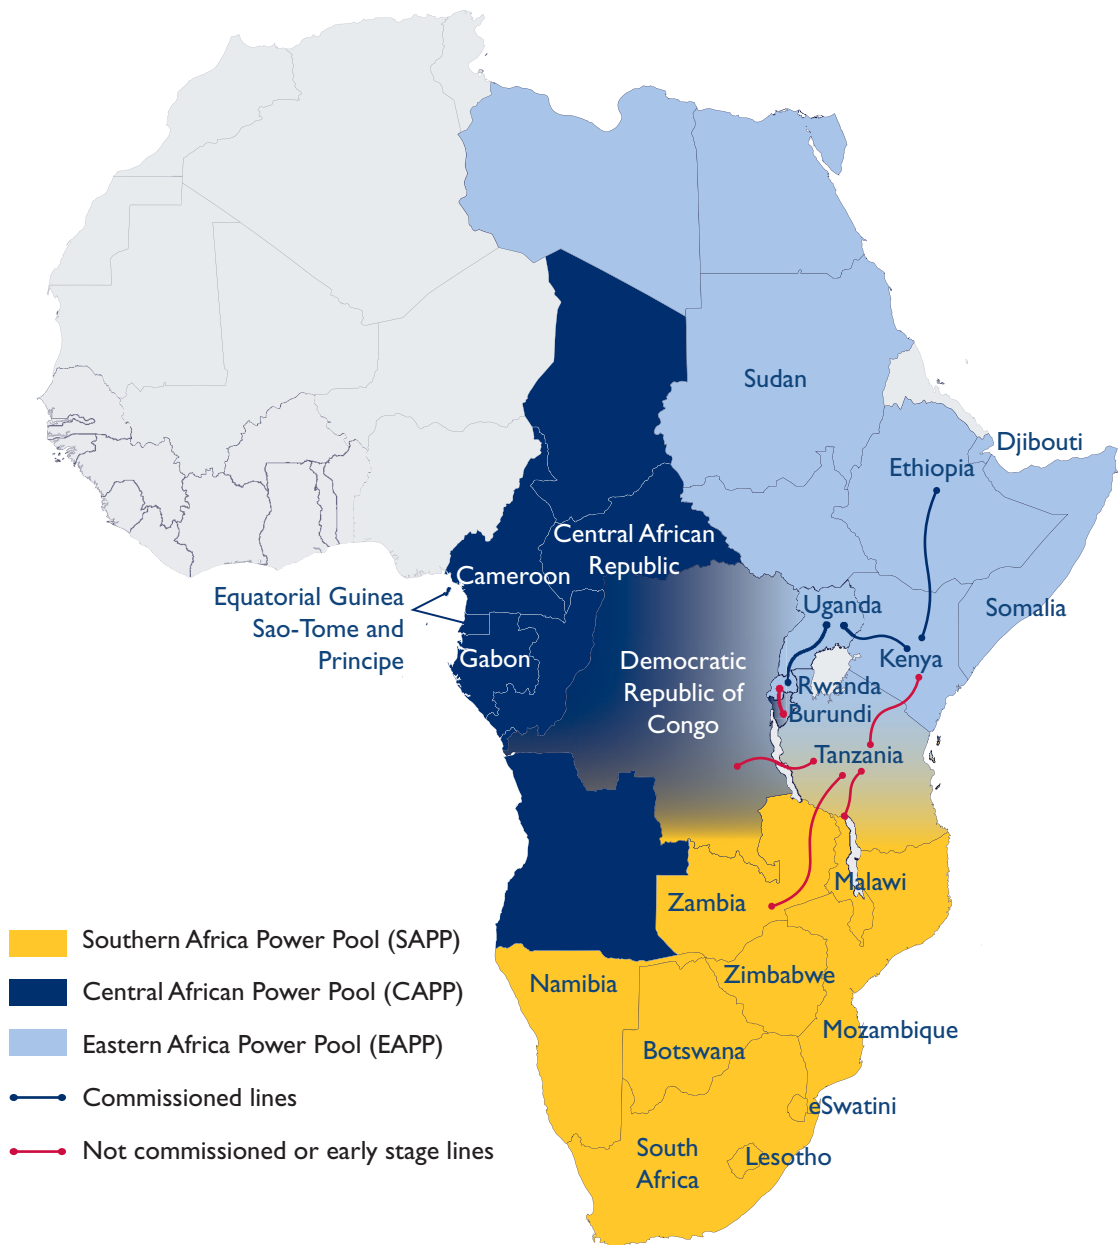 Sudan
Djibouti
Ethiopia
Central African
Republic
Cameroon
Equatorial Guinea
Sao-Tome and
Principe
Uganda
Somalia
Gabon
Kenya
Democratic
Republic of
Congo
Rwanda
Burundi
Tanzania
Malawi
Zambia
Southern Africa Power Pool (SAPP)
Zimbabwe
Namibia
Central African Power Pool (CAPP)
Mozambique
Eastern Africa Power Pool (EAPP)
Botswana
Commissioned lines
eSwatini
Not commissioned or early stage lines
South
Africa
Lesotho